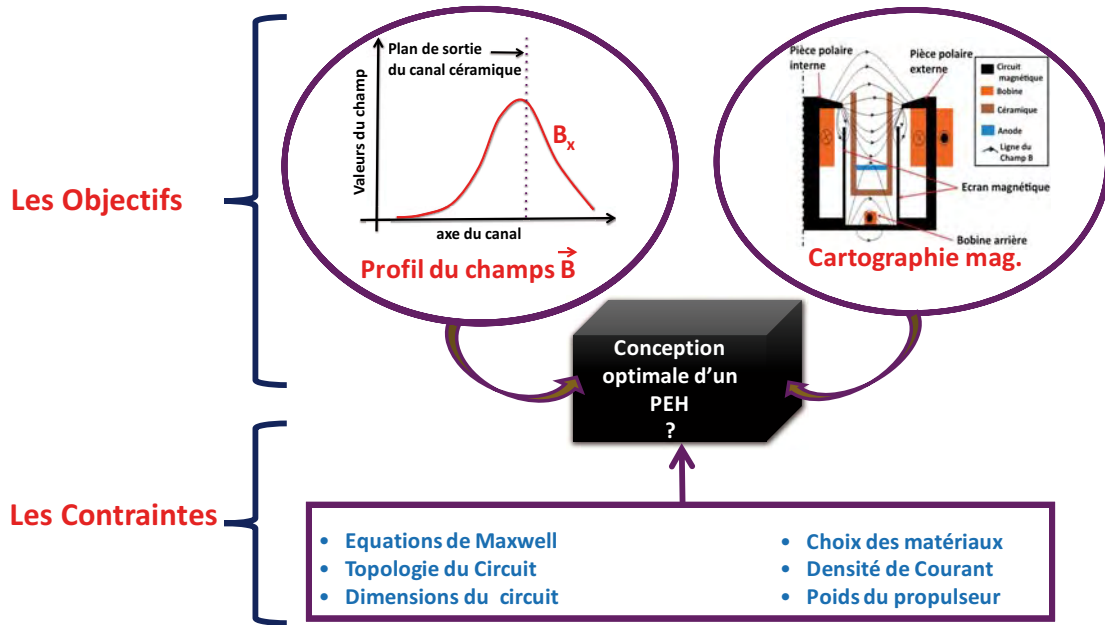 Les Objectifs
Valeurs du champ
Plan de sortie
du canal céramique
Bx
axe du canal
Profil du champs B
Pièce polaire
interne
Pièce polaire
externe
Circuit
magnétique
Bobine
Céramique
Anode
Ligne du
Champ B
Ecran magnétique
Bobine arrière
Cartographie mag.
Conception
optimale d'un
PEH
?
Les Contraintes
• Equations de Maxwell
• Topologie du Circuit
• Dimensions du circuit
• Choix des matériaux
• Densité de Courant
• Poids du propulseur